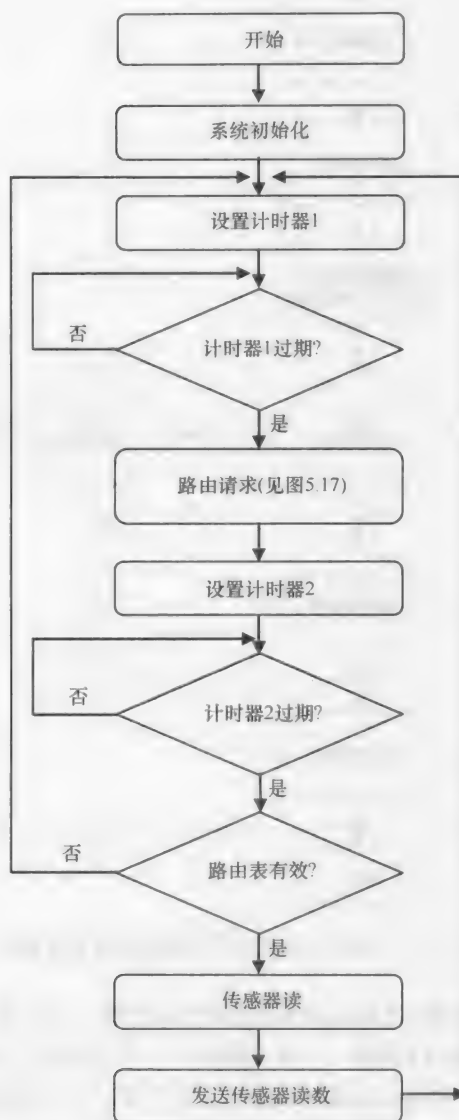 开始
系统初始化
设置计时器1
否
计时器1过期?
是
路由请求(见图5.17)
设置计时器2
否
计时器2过期?
是
否
路由表有效?
是
传感器读
发送传感器读数